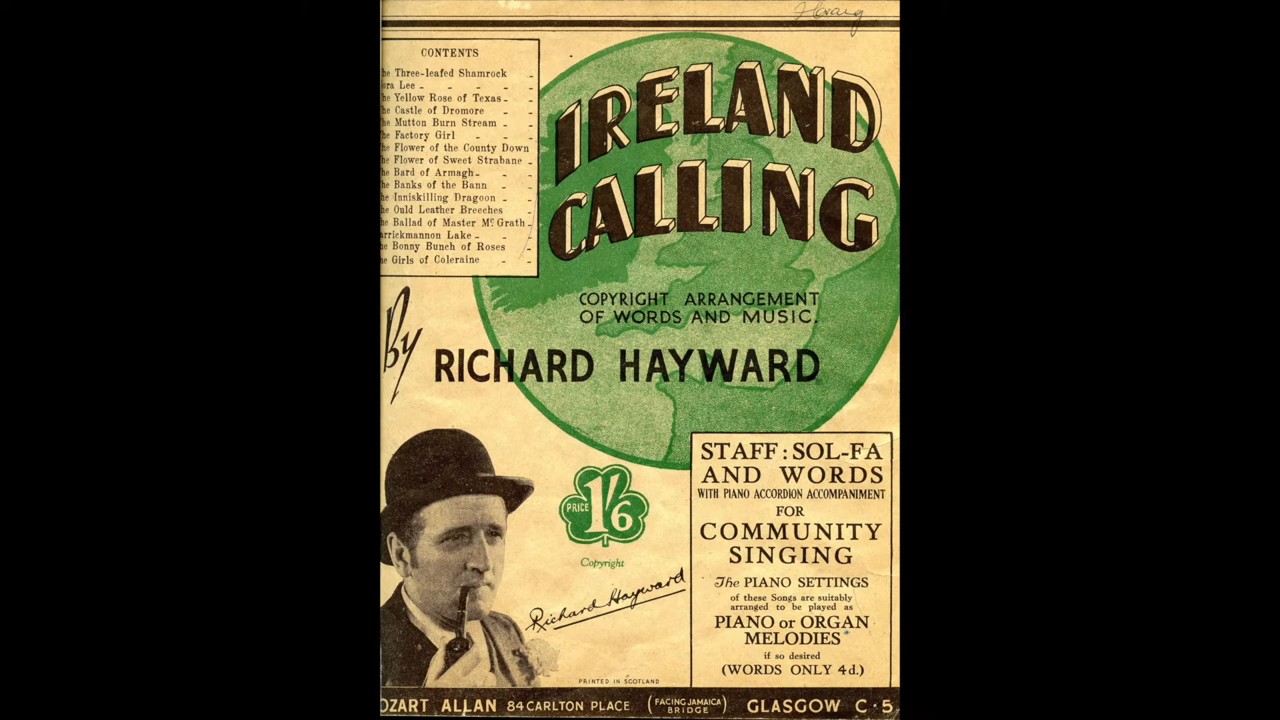 CONTENTS
he Three-leafed Shamrock
ora Lee
he Yellow Rose of Texas
he Castle of Dromore
he Mutton Burn Stream
he Factory Girl
he Flower of the County Down
he Flower of Sweet Strabane
he Bard of Armagh
he Banks of the Bann
he Inniskilling Dragoon
he Ould Leather Breeches
he Ballad of Master McGrath
arrickmannon Lake
he Bonny Bunch of Roses
he Girls of Coleraine
IRELAND
CALLING
COPYRIGHT ARRANGEMENT
OF WORDS AND MUSIC.
By
RICHARD HAYWARD
PRICE 1/6
Copyright
Richard Hayward
STAFF : SOL-FA
AND WORDS
WITH PIANO ACCORDION ACCOMPANIMENT
FOR
COMMUNITY
SINGING
The PIANO SETTINGS
of these Songs are suitably
arranged to be played as
PIANO or ORGAN
MELODIES
if so desired
(WORDS ONLY 4d.)
PRINTED IN SCOTLAND
OZART ALLAN 84 CARLTON PLACE (FACING JAMAICA BRIDGE) GLASGOW C·5